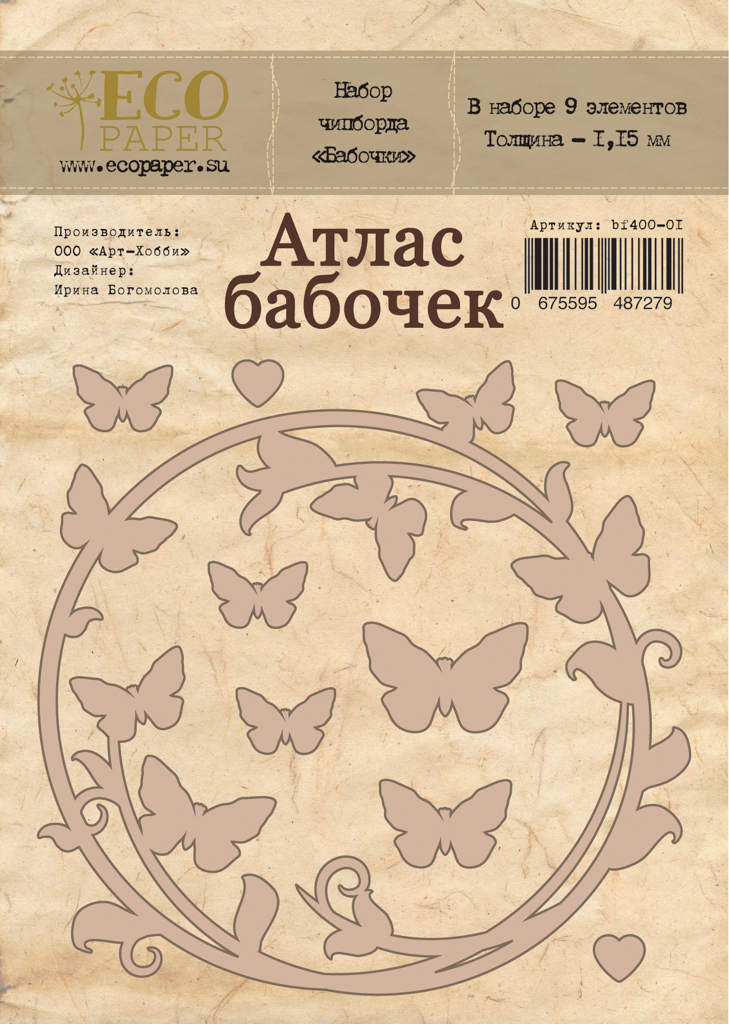 ECO
PAPER
www.ecopaper.su
Набор
чипборда
«Бабочки»
В наборе 9 элементов
Толщина – 1,15 мм
Производитель:
ООО «Арт-Хобби»
Дизайнер:
Ирина Богомолова
Атлас
бабочек
Артикул: bf400-01
0 675595 487279